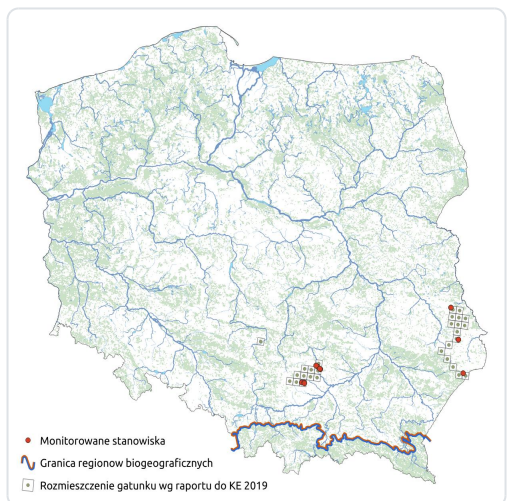 Monitorowane stanowiska
Granica regionow biogeograficznych
Rozmieszczenie gatunku wg raportu do KE 2019